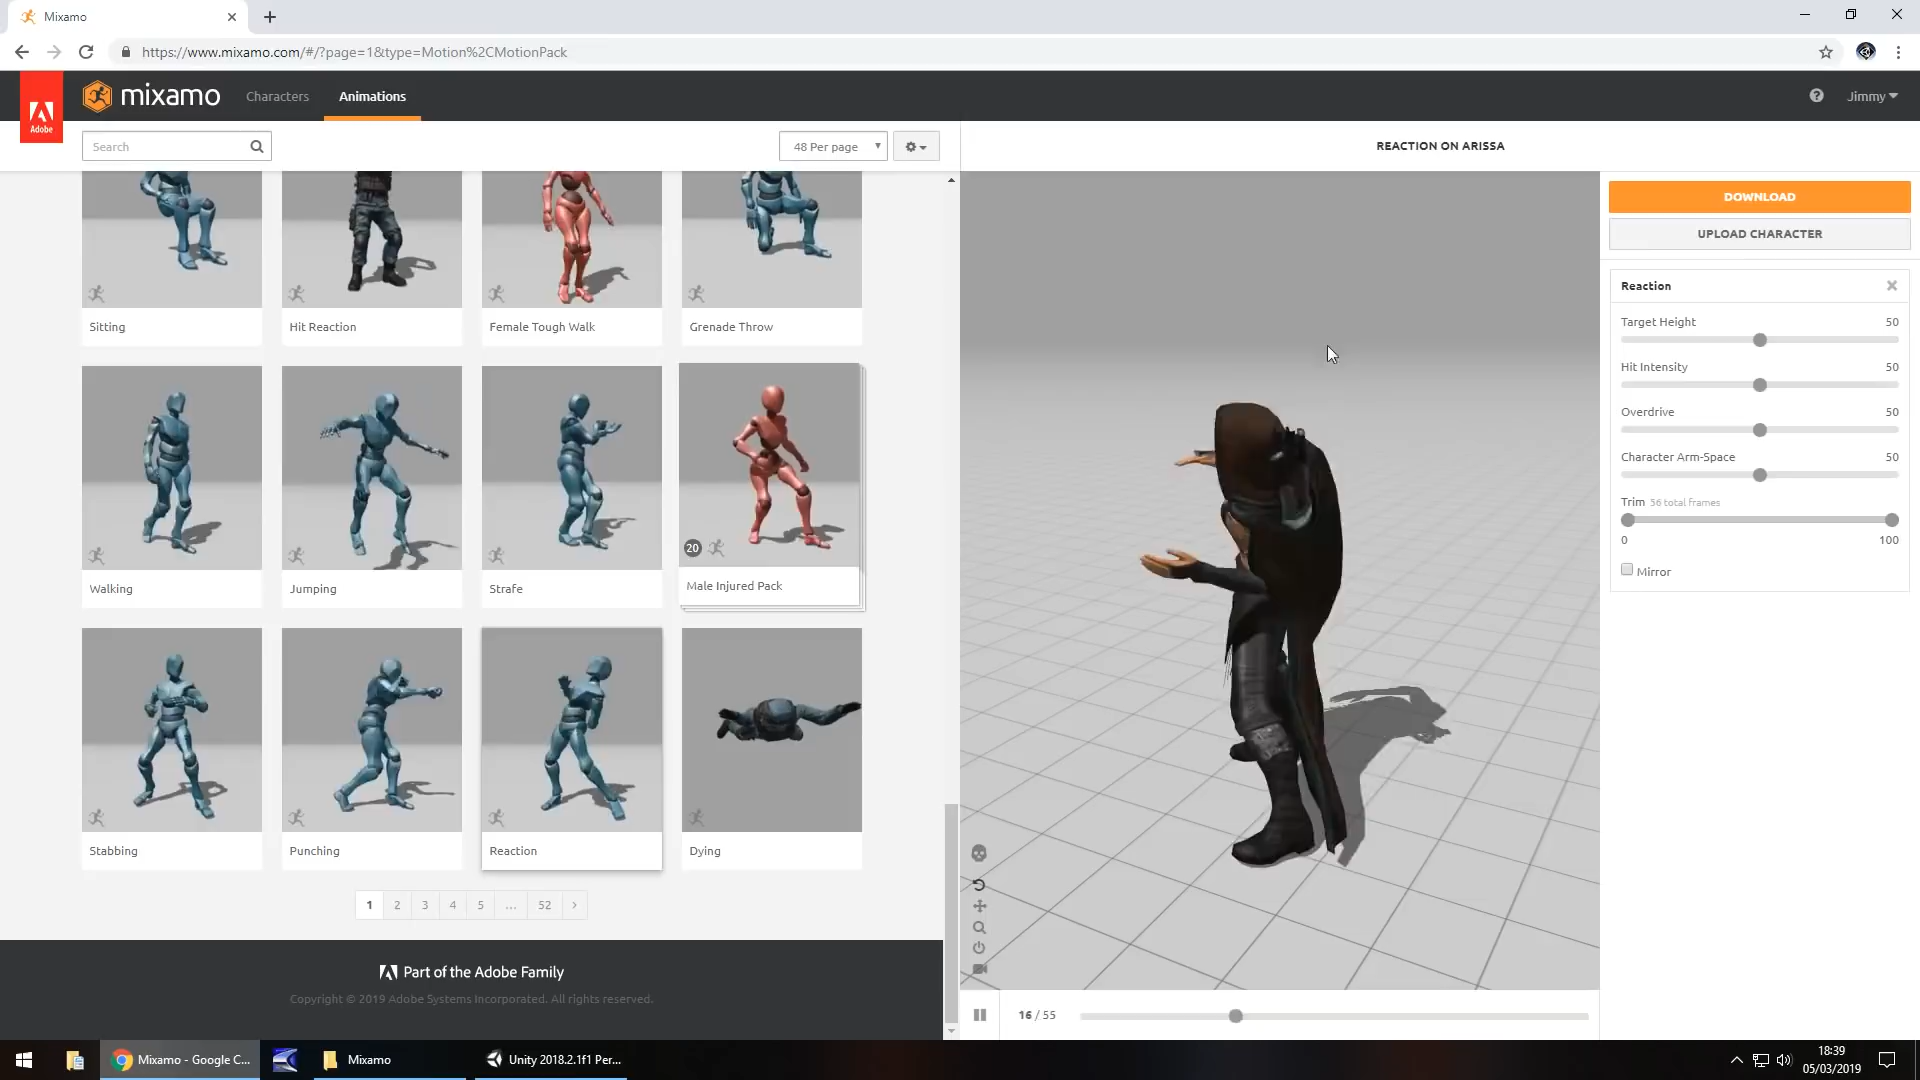 Mixamo
https://www.mixamo.com/#/?page=1&type=Motion%2CMotionPack
Adobe
mixamo
Characters
Animations
Jimmy
Search
48 Per page
REACTION ON ARISSA
DOWNLOAD
UPLOAD CHARACTER
Reaction
Target Height 50
Hit Intensity 50
Overdrive 50
Character Arm-Space 50
Trim 56 total frames
0 100
Mirror
Sitting
Hit Reaction
Female Tough Walk
Grenade Throw
Walking
Jumping
Strafe
20
Male Injured Pack
Stabbing
Punching
Reaction
Dying
1 2 3 4 5 ... 52 >
Part of the Adobe Family
Copyright © 2019 Adobe Systems Incorporated. All rights reserved.
16 / 55
Mixamo - Google C...
Mixamo
Unity 2018.2.1f1 Per...
18:39
05/03/2019